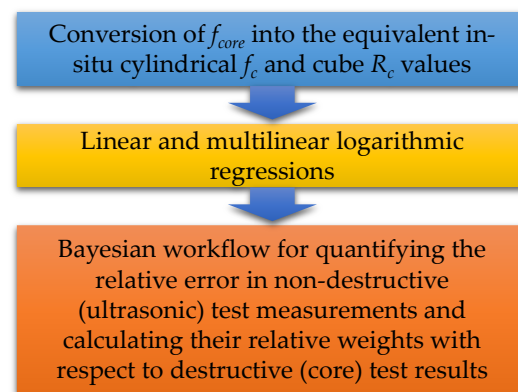 Conversion of f_core into the equivalent in-
situ cylindrical f_c and cube R_c values
Linear and multilinear logarithmic
regressions
Bayesian workflow for quantifying the
relative error in non-destructive
(ultrasonic) test measurements and
calculating their relative weights with
respect to destructive (core) test results